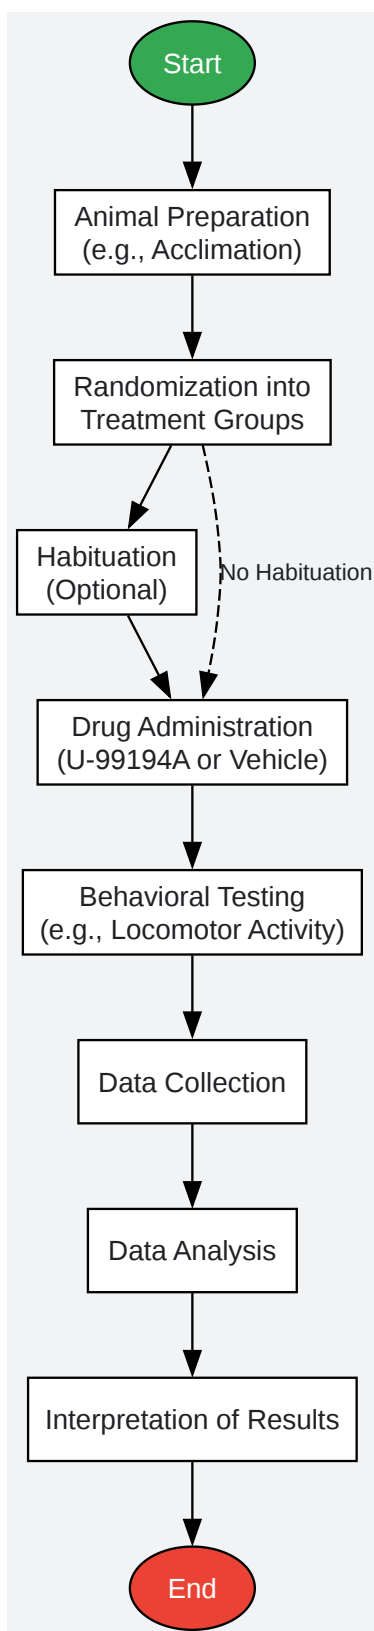 Start
Animal Preparation
(e.g., Acclimation)
Randomization into
Treatment Groups
Habituation
(Optional)
No Habituation
Drug Administration
(U-99194A or Vehicle)
Behavioral Testing
(e.g., Locomotor Activity)
Data Collection
Data Analysis
Interpretation of Results
End